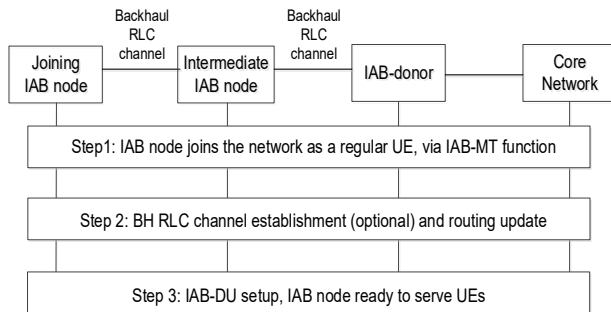 Backhaul
RLC
channel
Backhaul
RLC
channel
Joining
IAB node
Intermediate
IAB node
IAB-donor
Core
Network
Step1: IAB node joins the network as a regular UE, via IAB-MT function
Step 2: BH RLC channel establishment (optional) and routing update
Step 3: IAB-DU setup, IAB node ready to serve UEs